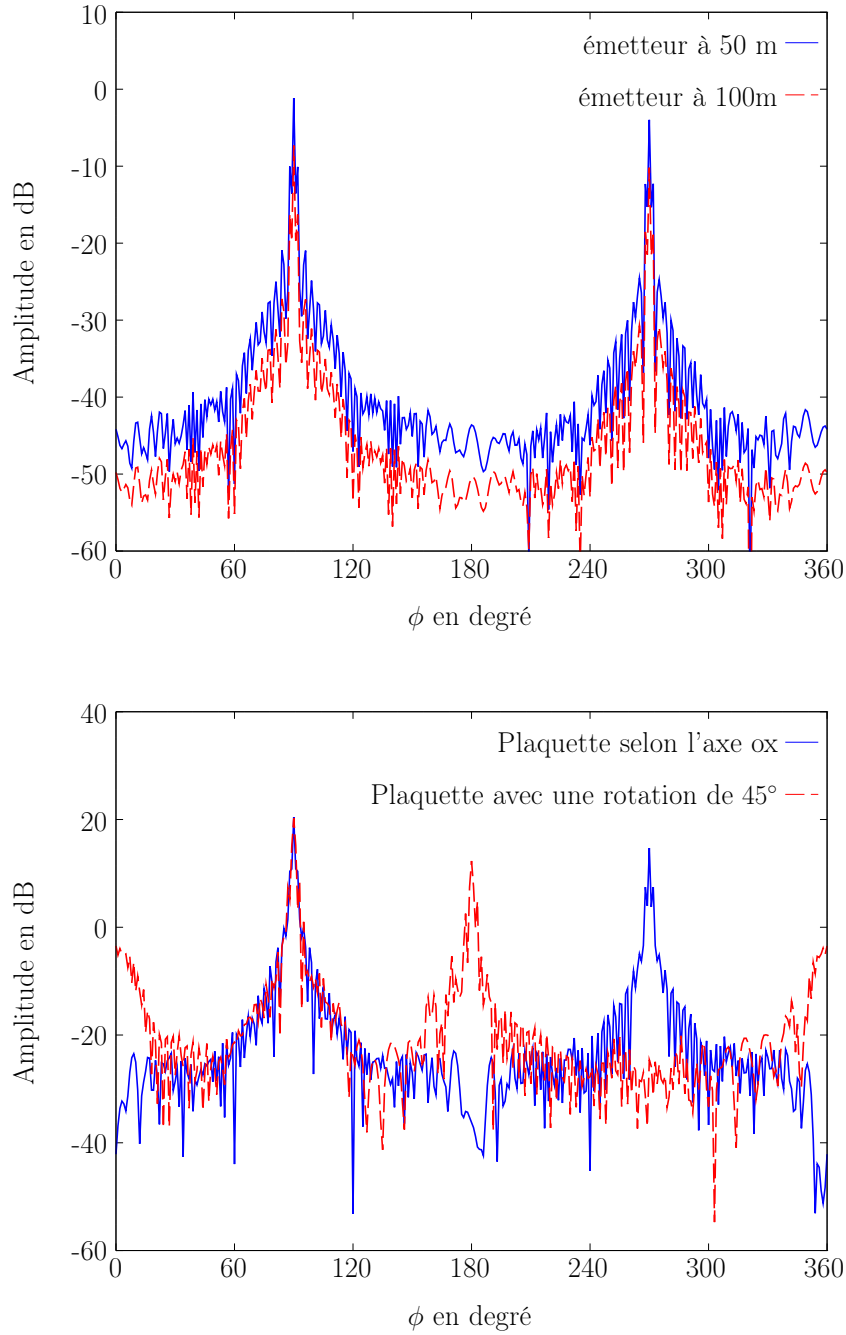 10
0
-10
-20
-30
-40
-50
-60
Amplitude en dB
émetteur à 50 m
émetteur à 100m
0 60 120 180 240 300 360
ϕ en degré
40
20
0
-20
-40
-60
Amplitude en dB
Plaquette selon l'axe ox
Plaquette avec une rotation de 45°
0 60 120 180 240 300 360
ϕ en degré